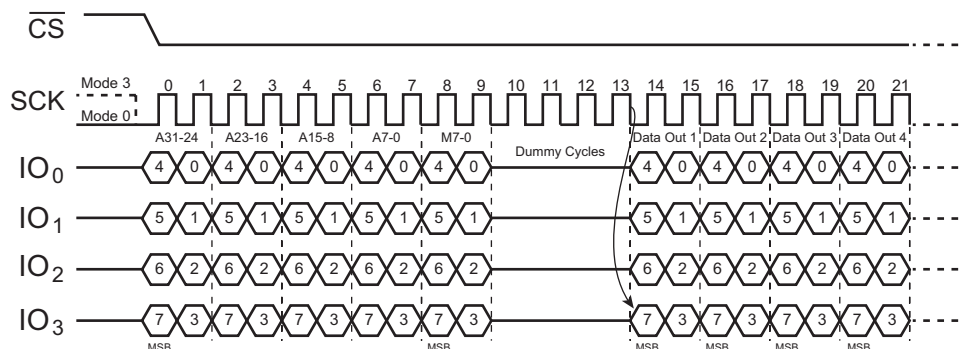 CS
Mode 3
0 1 2 3 4 5 6 7 8 9 10 11 12 13 14 15 16 17 18 19 20 21
SCK
Mode 0
A31-24 A23-16 A15-8 A7-0 M7-0 Data Out 1 Data Out 2 Data Out 3 Data Out 4
Dummy Cycles
IO0 4 0 4 0 4 0 4 0 4 0 4 0 4 0 4 0 4 0
IO1 5 1 5 1 5 1 5 1 5 1 5 1 5 1 5 1 5 1
IO2 6 2 6 2 6 2 6 2 6 2 6 2 6 2 6 2 6 2
IO3 7 3 7 3 7 3 7 3 7 3 7 3 7 3 7 3 7 3
MSB MSB MSB MSB MSB MSB